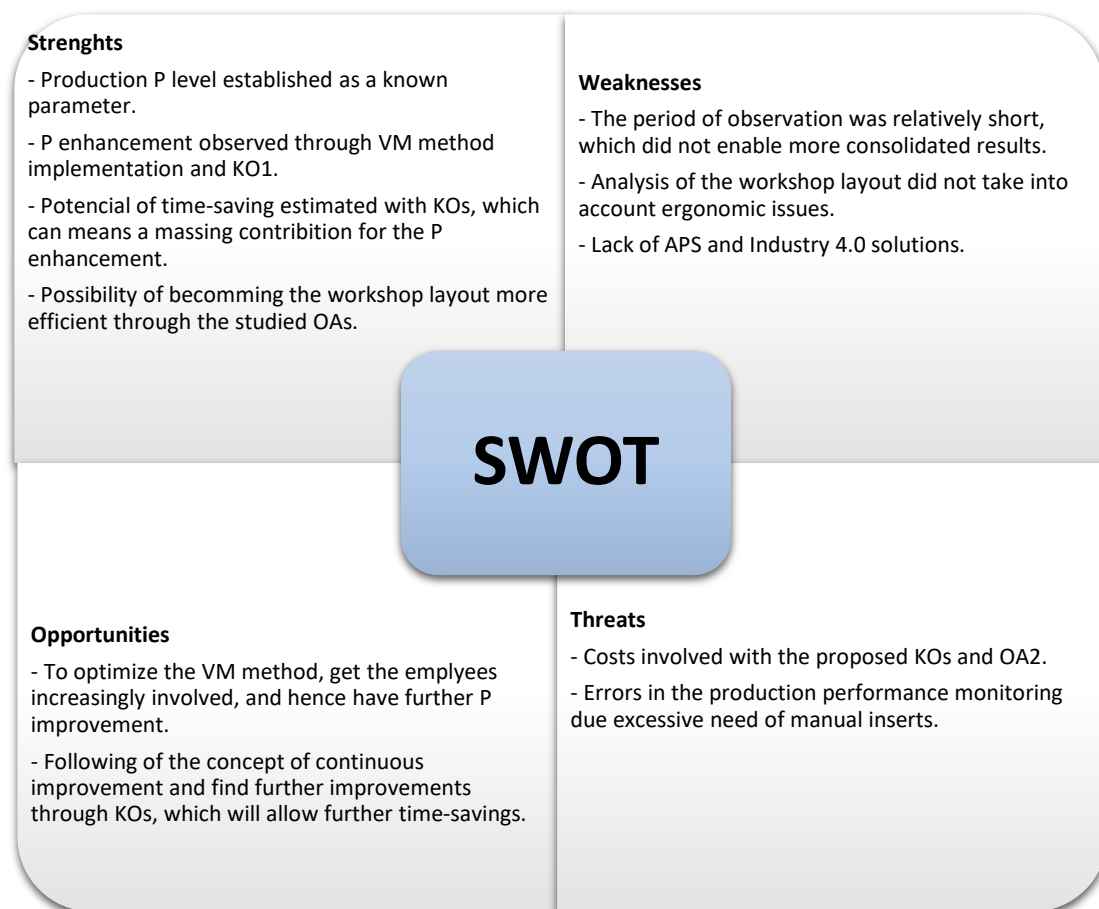 Strenghts
- Production P level established as a known
parameter.
- P enhancement observed through VM method
implementation and KO1.
- Potencial of time-saving estimated with KOs, which
can means a massing contribition for the P
enhancement.
- Possibility of becomming the workshop layout more
efficient through the studied OAs.
Weaknesses
- The period of observation was relatively short,
which did not enable more consolidated results.
- Analysis of the workshop layout did not take into
account ergonomic issues.
- Lack of APS and Industry 4.0 solutions.
SWOT
Opportunities
- To optimize the VM method, get the emplyees
increasingly involved, and hence have further P
improvement.
- Following of the concept of continuous
improvement and find further improvements
through KOs, which will allow further time-savings.
Threats
- Costs involved with the proposed KOs and OA2.
- Errors in the production performance monitoring
due excessive need of manual inserts.